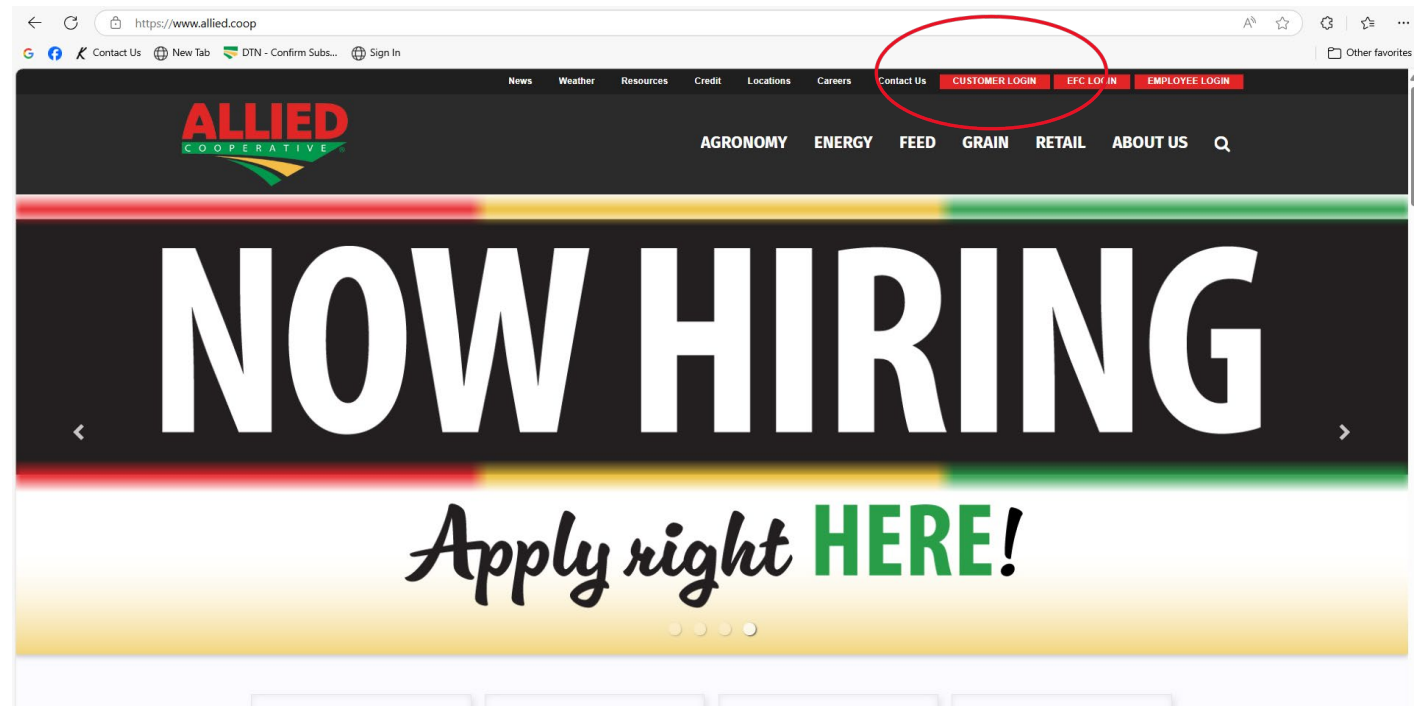 https://www.allied.coop
Contact Us New Tab DTN - Confirm Subs... Sign In Other favorites
News Weather Resources Credit Locations Careers Contact Us CUSTOMER LOGIN EFC LOGIN EMPLOYEE LOGIN
ALLIED
COOPERATIVE
AGRONOMY ENERGY FEED GRAIN RETAIL ABOUT US
NOW HIRING
Apply right HERE!